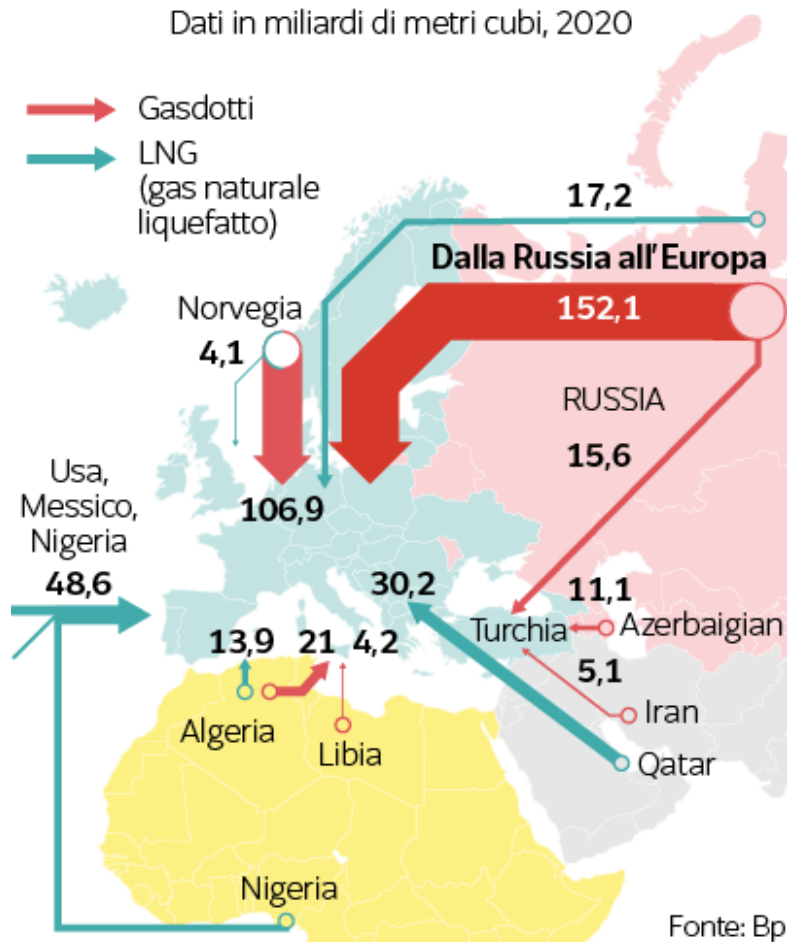 Dati in miliardi di metri cubi, 2020
Gasdotti
LNG
(gas naturale
liquefatto)
17,2
Dalla Russia all'Europa
152,1
Norvegia
4,1
RUSSIA
15,6
Usa,
Messico,
Nigeria
48,6
106,9
30,2
11,1
Turchia
Azerbaigian
13,9
21
4,2
5,1
Algeria
Libia
Iran
Qatar
Nigeria
Fonte: Bp